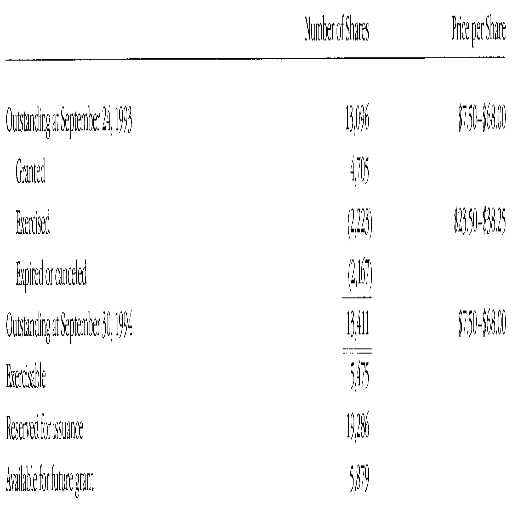 Number of Shares Price per Share
Outstanding at September 24, 1993 13,096 $7.50–$68.00
Granted 4,705
Exercised (2,223) $23.50–$38.25
Expired or canceled (2,167)
Outstanding at September 30, 1994 13,411 $7.50–$68.00
Exercisable 5,475
Reserved for issuance 19,286
Available for future grant 5,879